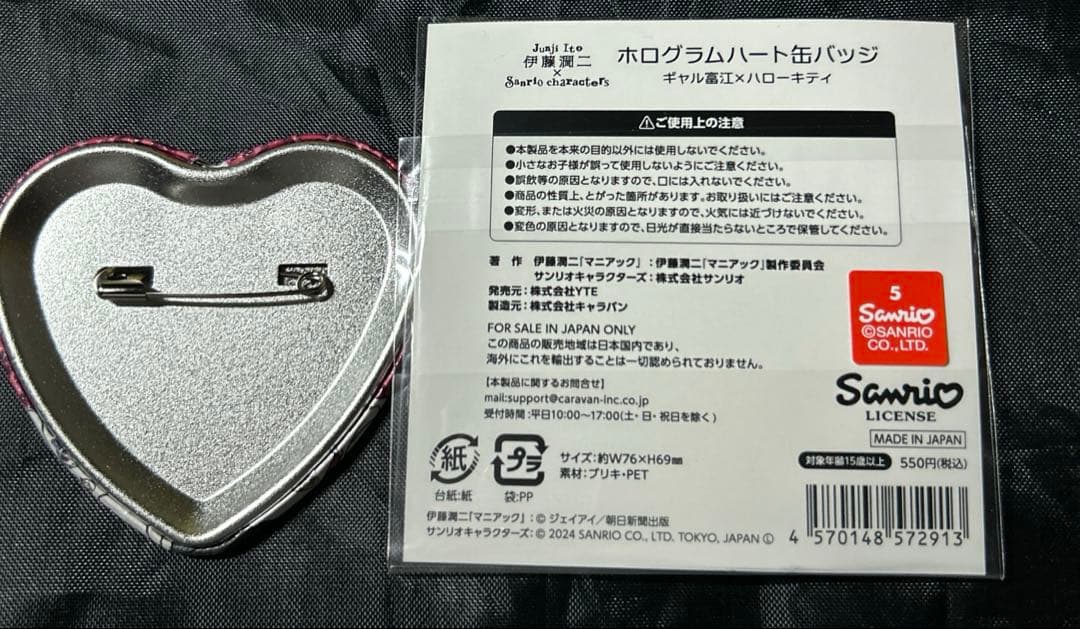 Junji Ito
伊藤潤二
×
Sanrio characters
ホログラムハート缶バッジ
ギャル富江×ハローキティ
⚠ご使用上の注意
●本製品を本来の目的以外には使用しないでください。
●小さなお子様が誤って使用しないようにご注意ください。
●誤飲等の原因となりますので、口には入れないでください。
●商品の性質上、とがった箇所があります。お取り扱いにはご注意ください。
●変形、または火災の原因となりますので、火気には近づけないでください。
●変色の原因となりますので、日光が直接当たらないところで保管してください。
著 作 伊藤潤二「マニアック」:伊藤潤二「マニアック」製作委員会
サンリオキャラクターズ:株式会社サンリオ
発売元:株式会社YTE
製造元:株式会社キャラバン
FOR SALE IN JAPAN ONLY
この商品の販売地域は日本国内であり、
海外にこれを輸出することは一切認められておりません。
【本製品に関するお問合せ】
mail:support@caravan-inc.co.jp
受付時間:平日10:00~17:00(土・日・祝日を除く)
5
Sanrio
©SANRIO
CO.,LTD.
Sanrio
LICENSE
MADE IN JAPAN
紙
台紙:紙
プラ
袋:PP
サイズ:約W76×H69㎜
素材:ブリキ・PET
対象年齢15歳以上
550円(税込)
伊藤潤二「マニアック」:© ジェイアイ/朝日新聞出版
サンリオキャラクターズ:© 2024 SANRIO CO., LTD. TOKYO, JAPAN Ⓛ
4 570148 572913